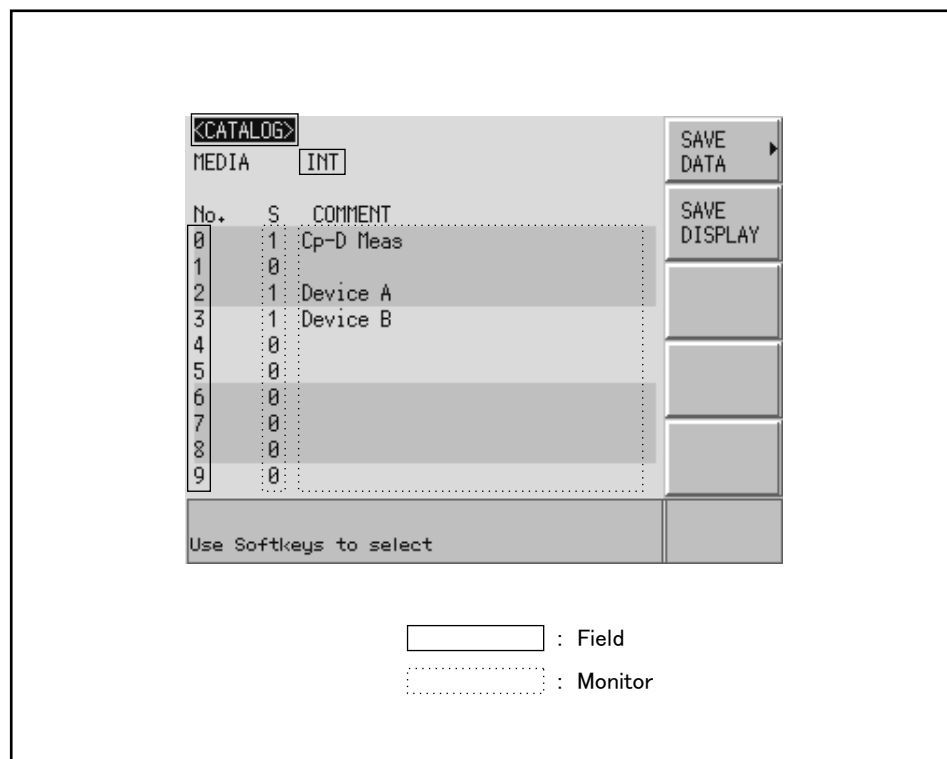 <CATALOG>
MEDIA INT
No. S COMMENT
0 1 Cp-D Meas
1 0
2 1 Device A
3 1 Device B
4 0
5 0
6 0
7 0
8 0
9 0
Use Softkeys to select
SAVE
DATA
SAVE
DISPLAY
: Field
: Monitor